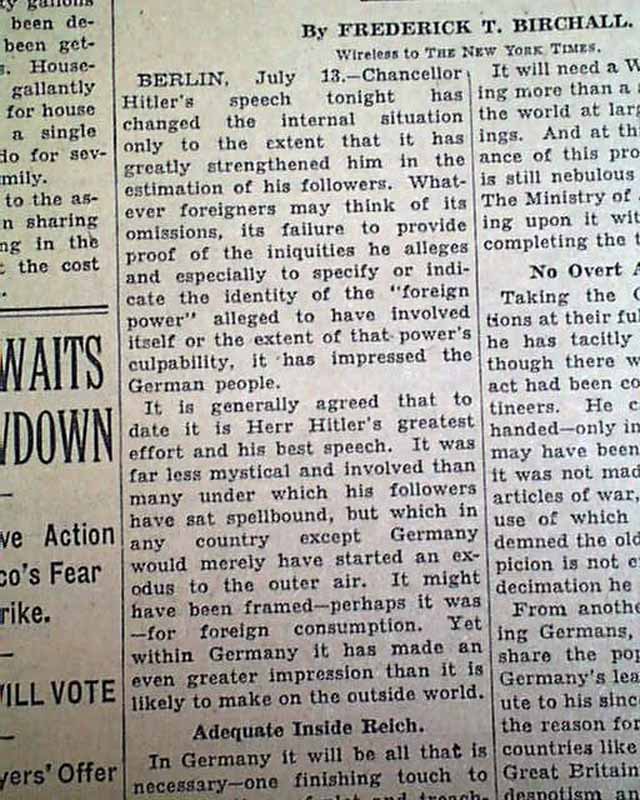 ty gallons
been de-
been get-
s. House-
gallantly
for house
a single
do for sev-
mily.
to the as-
n sharing
ng in the
t the cost
WAITS
WDOWN
ve Action
co's Fear
rike.
WILL VOTE
yers' Offer
By FREDERICK T. BIRCHALL.
Wireless to THE NEW YORK TIMES.
BERLIN, July 13.—Chancellor
Hitler's speech tonight has
changed the internal situation
only to the extent that it has
greatly strengthened him in the
estimation of his followers. What-
ever foreigners may think of its
omissions, its failure to provide
proof of the iniquities he alleges
and especially to specify or indi-
cate the identity of the "foreign
power" alleged to have involved
itself or the extent of that power's
culpability, it has impressed the
German people.
It is generally agreed that to
date it is Herr Hitler's greatest
effort and his best speech. It was
far less mystical and involved than
many under which his followers
have sat spellbound, but which in
any country except Germany
would merely have started an ex-
odus to the outer air. It might
have been framed—perhaps it was
—for foreign consumption. Yet
within Germany it has made an
even greater impression than it is
likely to make on the outside world.
Adequate Inside Reich.
In Germany it will be all that is
necessary—one finishing touch to
It will need a W
ing more than a
the world at larg
ings. And at th
ance of this pro
is still nebulous
The Ministry of
ing upon it wit
completing the t
No Overt A
Taking the C
tions at their ful
he has tacitly
though there w
act had been co
tineers. He c
handed—only in
may have been
it was not mad
articles of war,
use of which
demned the old
picion is not e
decimation he
From anothe
ing Germans,
share the pop
Germany's lea
ute to his sinc
the reason for
countries like
Great Britain
despotism an